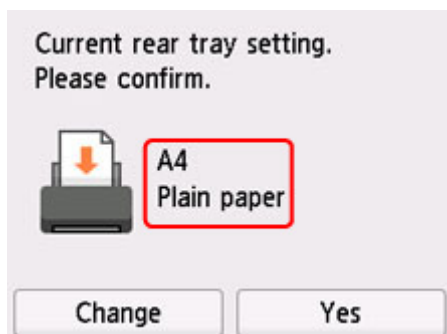 Current rear tray setting.
Please confirm.
A4
Plain paper
Change
Yes